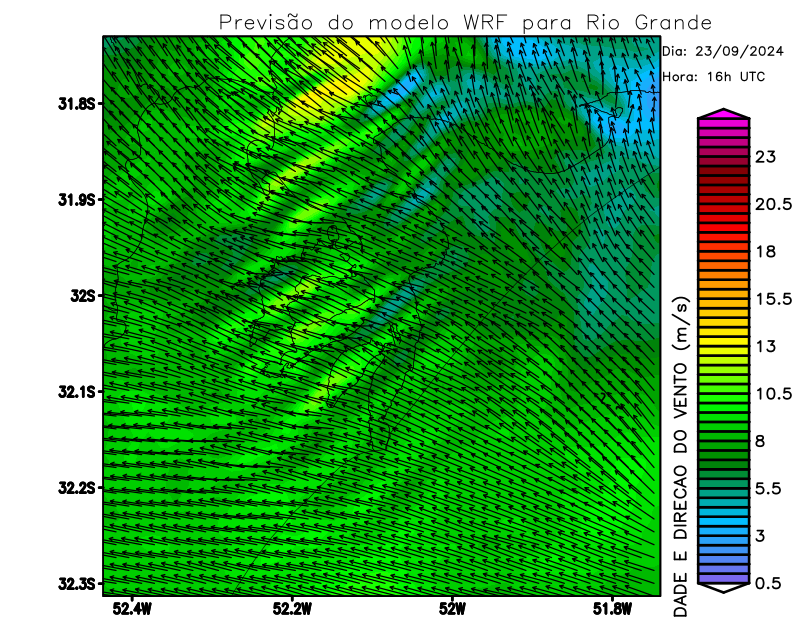 Previsão do modelo WRF para Rio Grande
Dia: 23/09/2024
Hora: 16h UTC
31.8S
31.9S
32S
32.1S
32.2S
32.3S
52.4W
52.2W
52W
51.8W
23
20.5
18
15.5
13
10.5
8
5.5
3
0.5
DADE E DIRECAO DO VENTO (m/s)